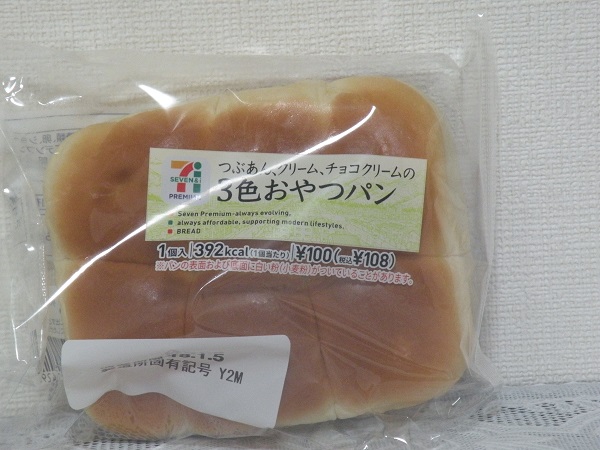 つぶあん、クリーム、チョコクリームの
3色おやつパン
SEVEN&i
PREMIUM
Seven Premium-always evolving,
always affordable, supporting modern lifestyles.
BREAD
1個入 392kcal(1個当たり) ¥100(税込¥108)
※パンの表面および底面に白い粉(小麦粉)がついていることがあります。
.1.5
所固有記号 Y2M